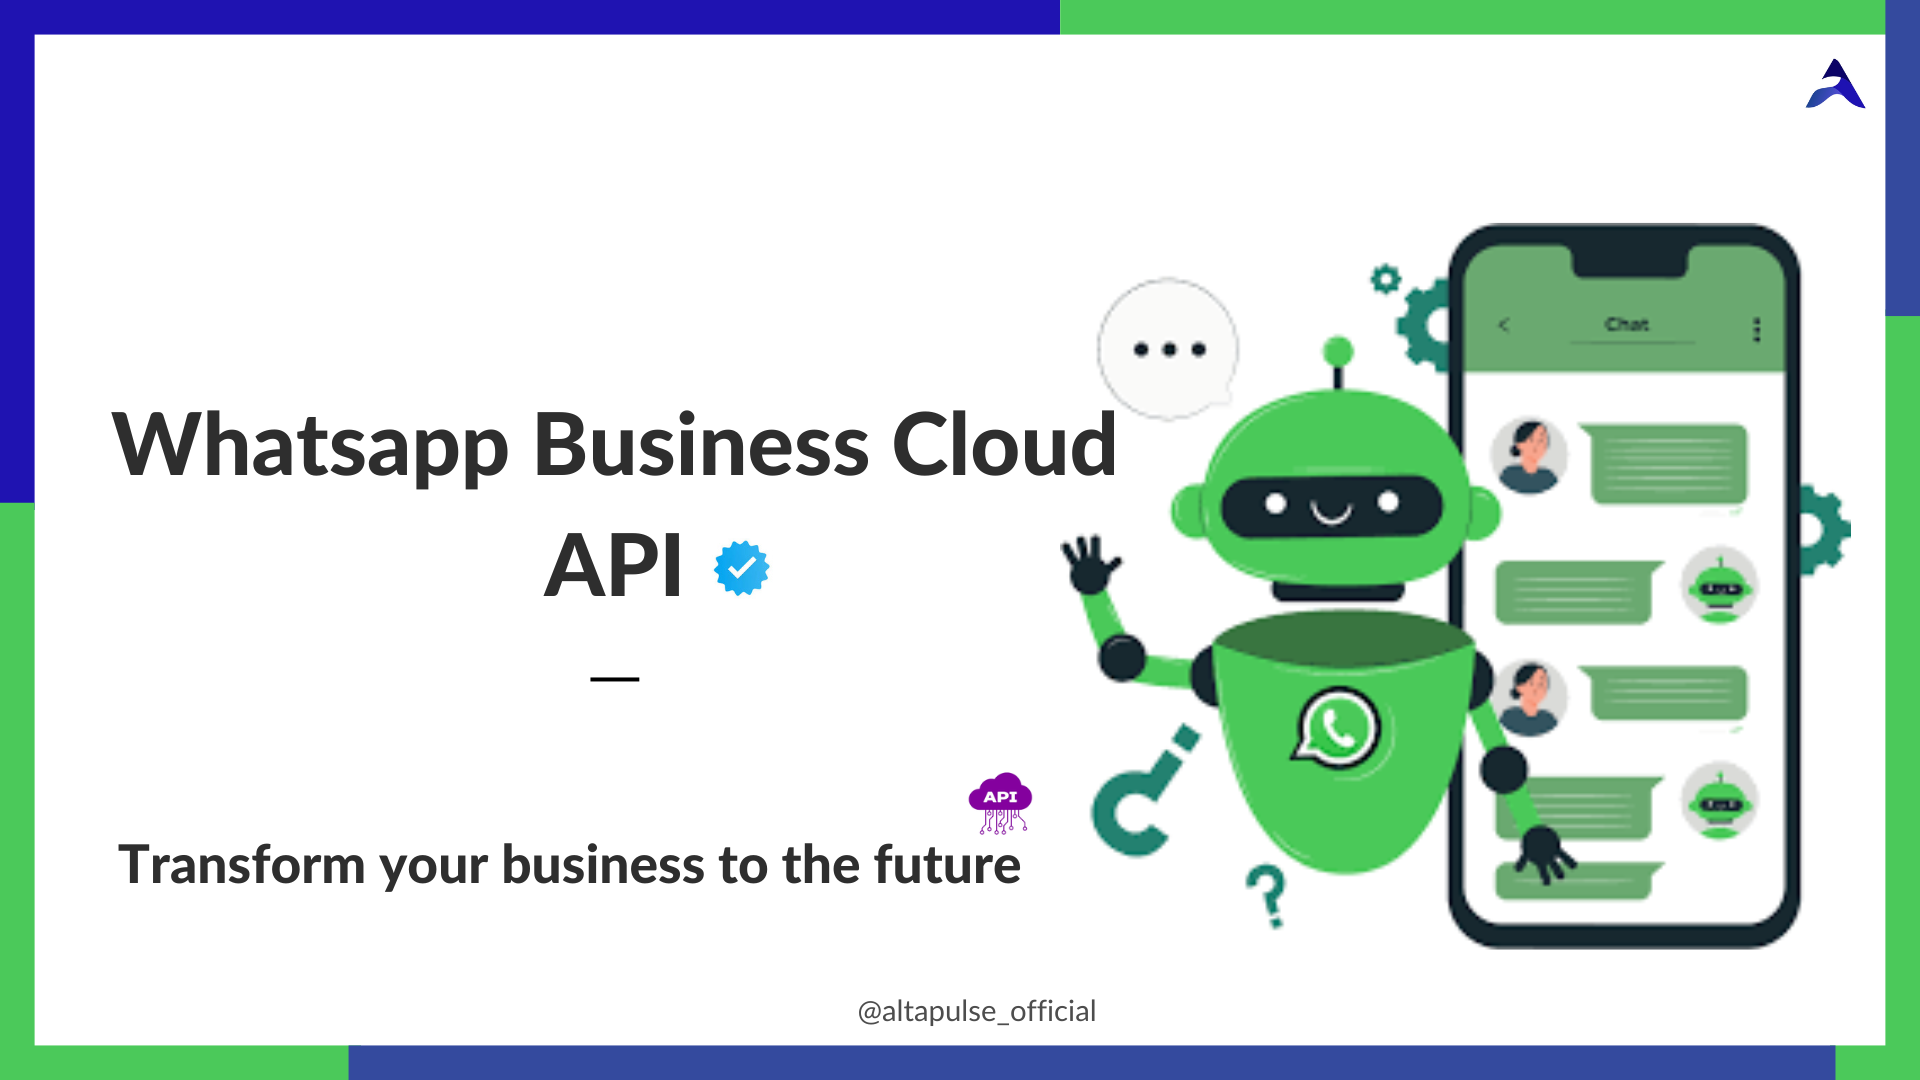 Whatsapp Business Cloud
API
Chat
API
Transform your business to the future
@altapulse_official